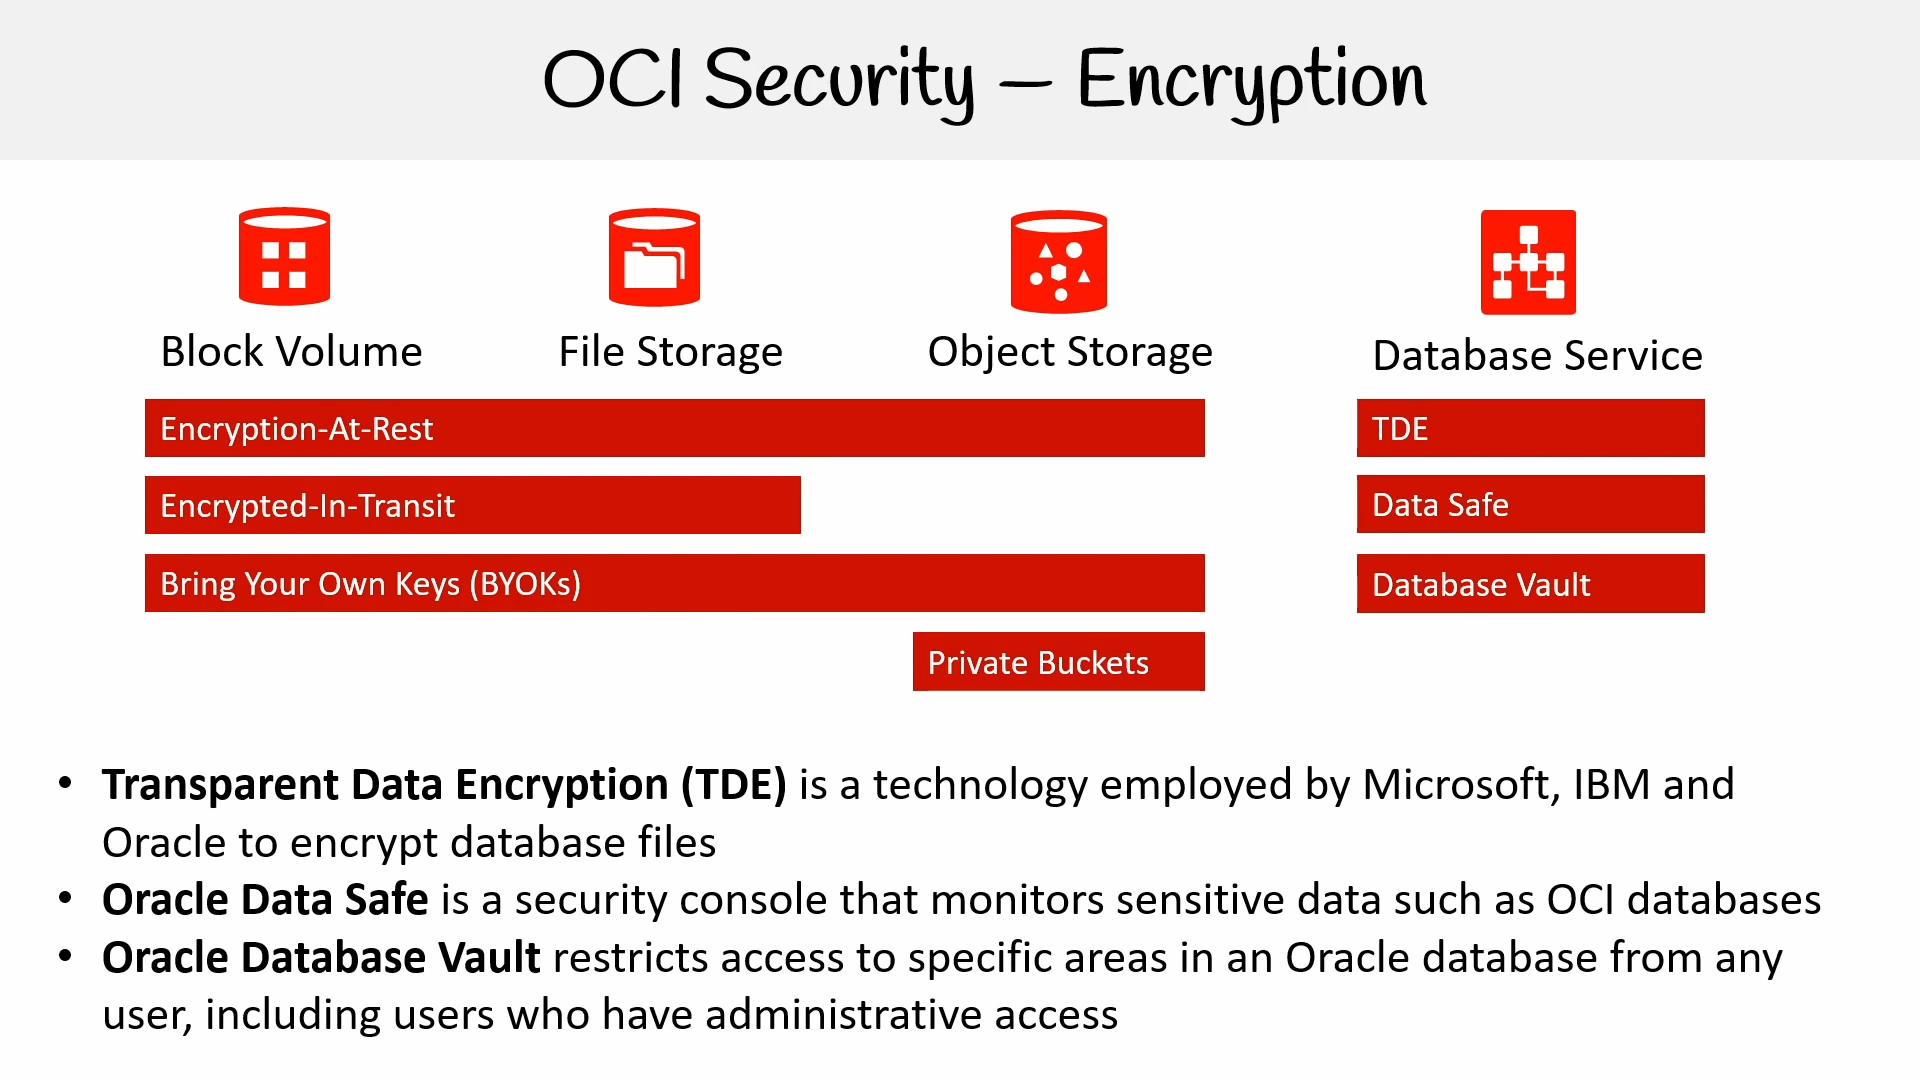 OCI Security – Encryption
Block Volume
File Storage
Object Storage
Database Service
Encryption-At-Rest
TDE
Encrypted-In-Transit
Data Safe
Bring Your Own Keys (BYOKs)
Database Vault
Private Buckets
• Transparent Data Encryption (TDE) is a technology employed by Microsoft, IBM and
Oracle to encrypt database files
• Oracle Data Safe is a security console that monitors sensitive data such as OCI databases
• Oracle Database Vault restricts access to specific areas in an Oracle database from any
user, including users who have administrative access